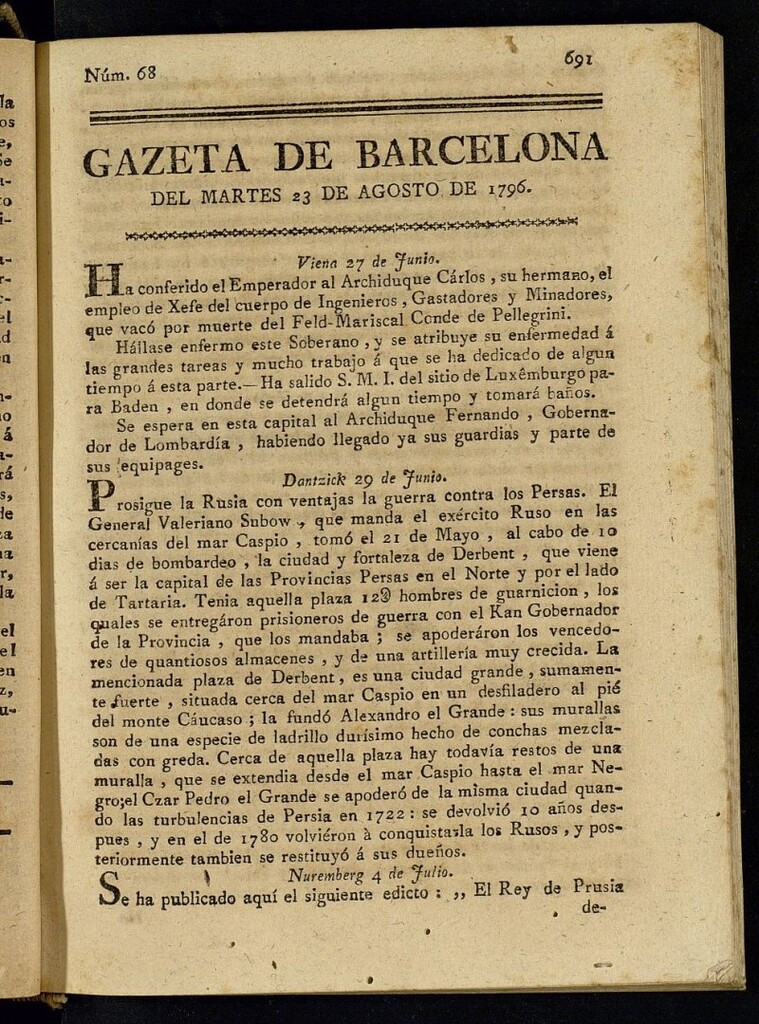 Núm. 68
691
GAZETA DE BARCELONA
DEL MARTES 23 DE AGOSTO DE 1796.
Viena 27 de Junio.
Ha conferido el Emperador al Archiduque Cárlos , su hermano, el
empleo de Xefe del cuerpo de Ingenieros , Gastadores y Minadores,
que vacó por muerte del Feld-Mariscal Conde de Pellegrini.
Hállase enfermo este Soberano , y se atribuye su enfermedad á
las grandes tareas y mucho trabajo á que se ha dedicado de algun
tiempo á esta parte.— Ha salido S. M. I. del sitio de Luxêmburgo pa-
ra Baden , en donde se detendrá algun tiempo y tomará baños.
Se espera en esta capital al Archiduque Fernando , Goberna-
dor de Lombardía , habiendo llegado ya sus guardias y parte de
sus equipages.
Dantzick 29 de Junio.
Prosigue la Rusia con ventajas la guerra contra los Persas. El
General Valeriano Subow , que manda el exército Ruso en las
cercanías del mar Caspio , tomó el 21 de Mayo , al cabo de 10
dias de bombardeo , la ciudad y fortaleza de Derbent , que viene
á ser la capital de las Provincias Persas en el Norte y por el lado
de Tartaria. Tenia aquella plaza 12@ hombres de guarnicion , los
quales se entregáron prisioneros de guerra con el Kan Gobernador
de la Provincia , que los mandaba ; se apoderáron los vencedo-
res de quantiosos almacenes , y de una artillería muy crecida. La
mencionada plaza de Derbent , es una ciudad grande , sumamen-
te fuerte , situada cerca del mar Caspio en un desfiladero al pié
del monte Cáucaso ; la fundó Alexandro el Grande : sus murallas
son de una especie de ladrillo durísimo hecho de conchas mezcla-
das con greda. Cerca de aquella plaza hay todavía restos de una
muralla , que se extendia desde el mar Caspio hasta el mar Ne-
gro;el Czar Pedro el Grande se apoderó de la misma ciudad quan-
do las turbulencias de Persia en 1722 : se devolvió 10 años des-
pues , y en el de 1780 volviéron à conquistarla los Rusos , y pos-
teriormente tambien se restituyó á sus dueños.
Nuremberg 4 de Julio.
Se ha publicado aquí el siguiente edicto : ,, El Rey de Prusia
de-